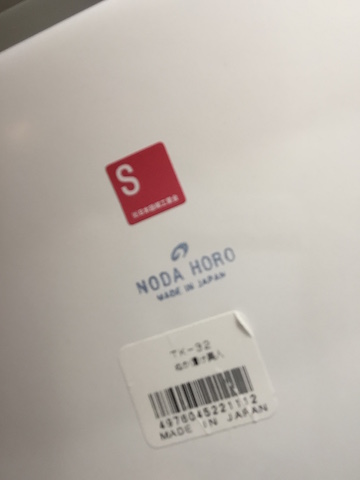 S
NODA HORO
MADE IN JAPAN
TK-32
4976045221112
MADE IN JAPAN